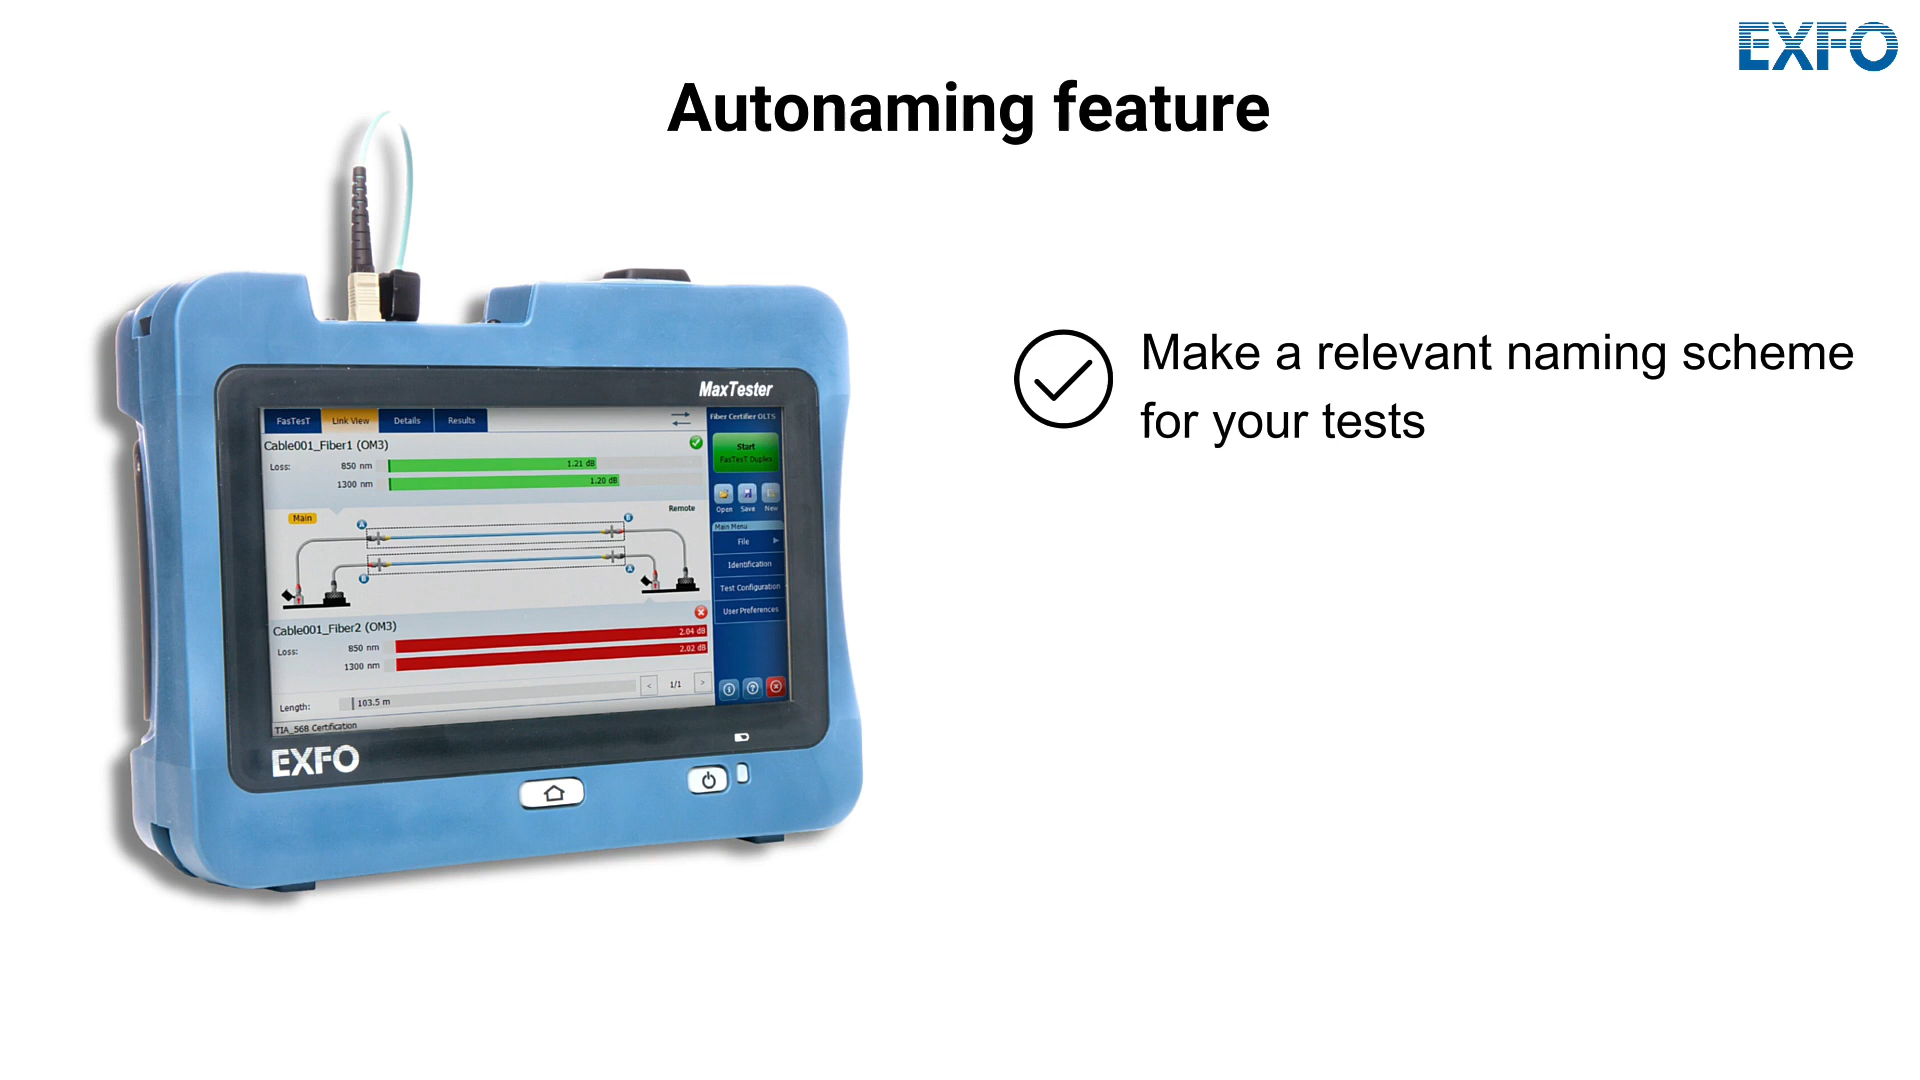 EXFO
Autonaming feature
Make a relevant naming scheme
for your tests
MaxTester
FasTesT Link View Details Results
Fiber Certifier OLTS
Cable001_Fiber1 (OM3)
Loss: 850 nm 1.21 dB
1300 nm 1.20 dB
Start
FasTesT Duplex
Open Save New
Main Menu
File
Identification
Test Configuration
User Preferences
Main
Remote
A
B
B
A
Cable001_Fiber2 (OM3)
Loss: 850 nm 2.04 dB
1300 nm 2.02 dB
< 1/1 >
Length: 103.5 m
TIA_568 Certification
EXFO